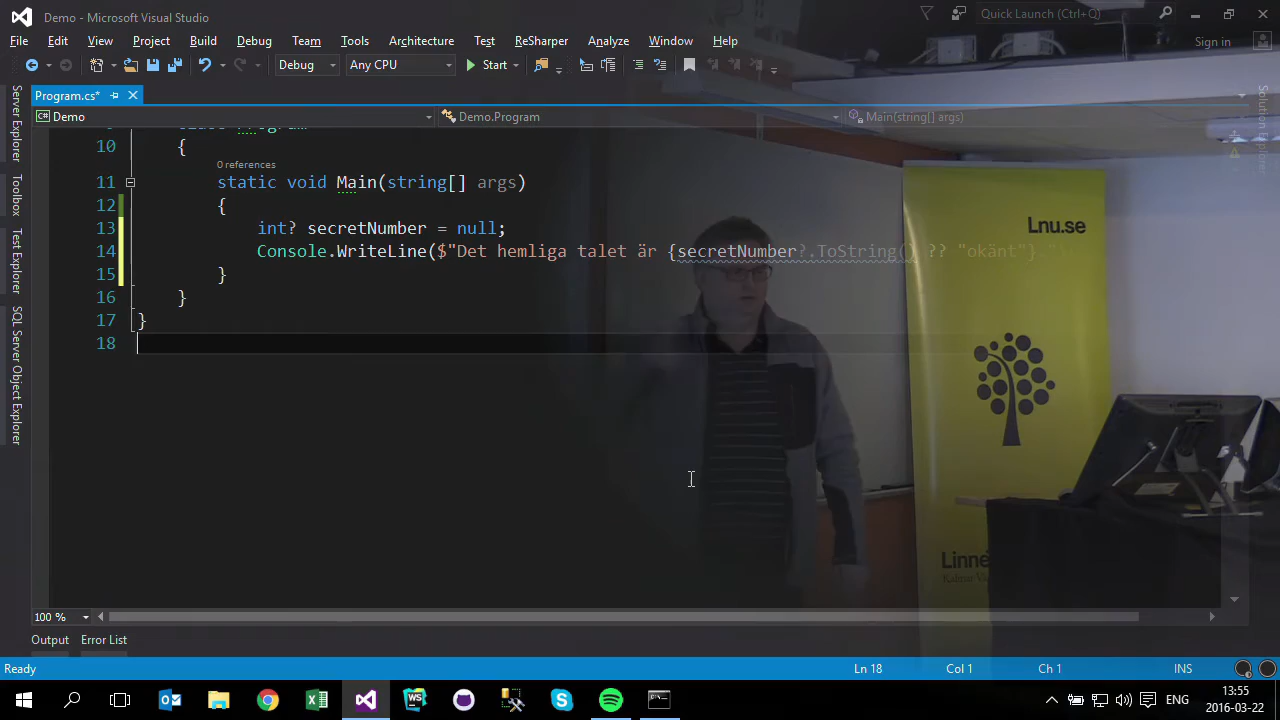 Demo - Microsoft Visual Studio
Quick Launch (Ctrl+Q)
File Edit View Project Build Debug Team Tools Architecture Test ReSharper Analyze Window Help
Sign in
Debug Any CPU Start
Program.cs*
Demo Demo.Program Main(string[] args)
Server Explorer
Toolbox
Test Explorer
SQL Server Object Explorer
Solution Explorer
10 {
0 references
11 static void Main(string[] args)
12 {
13 int? secretNumber = null;
14 Console.WriteLine($"Det hemliga talet är {secretNumber?.ToString() ?? "okänt"}.");
15 }
16 }
17 }
18
Lnu.se
100 %
Output Error List
Ready Ln 18 Col 1 Ch 1 INS
ENG
13:55
2016-03-22